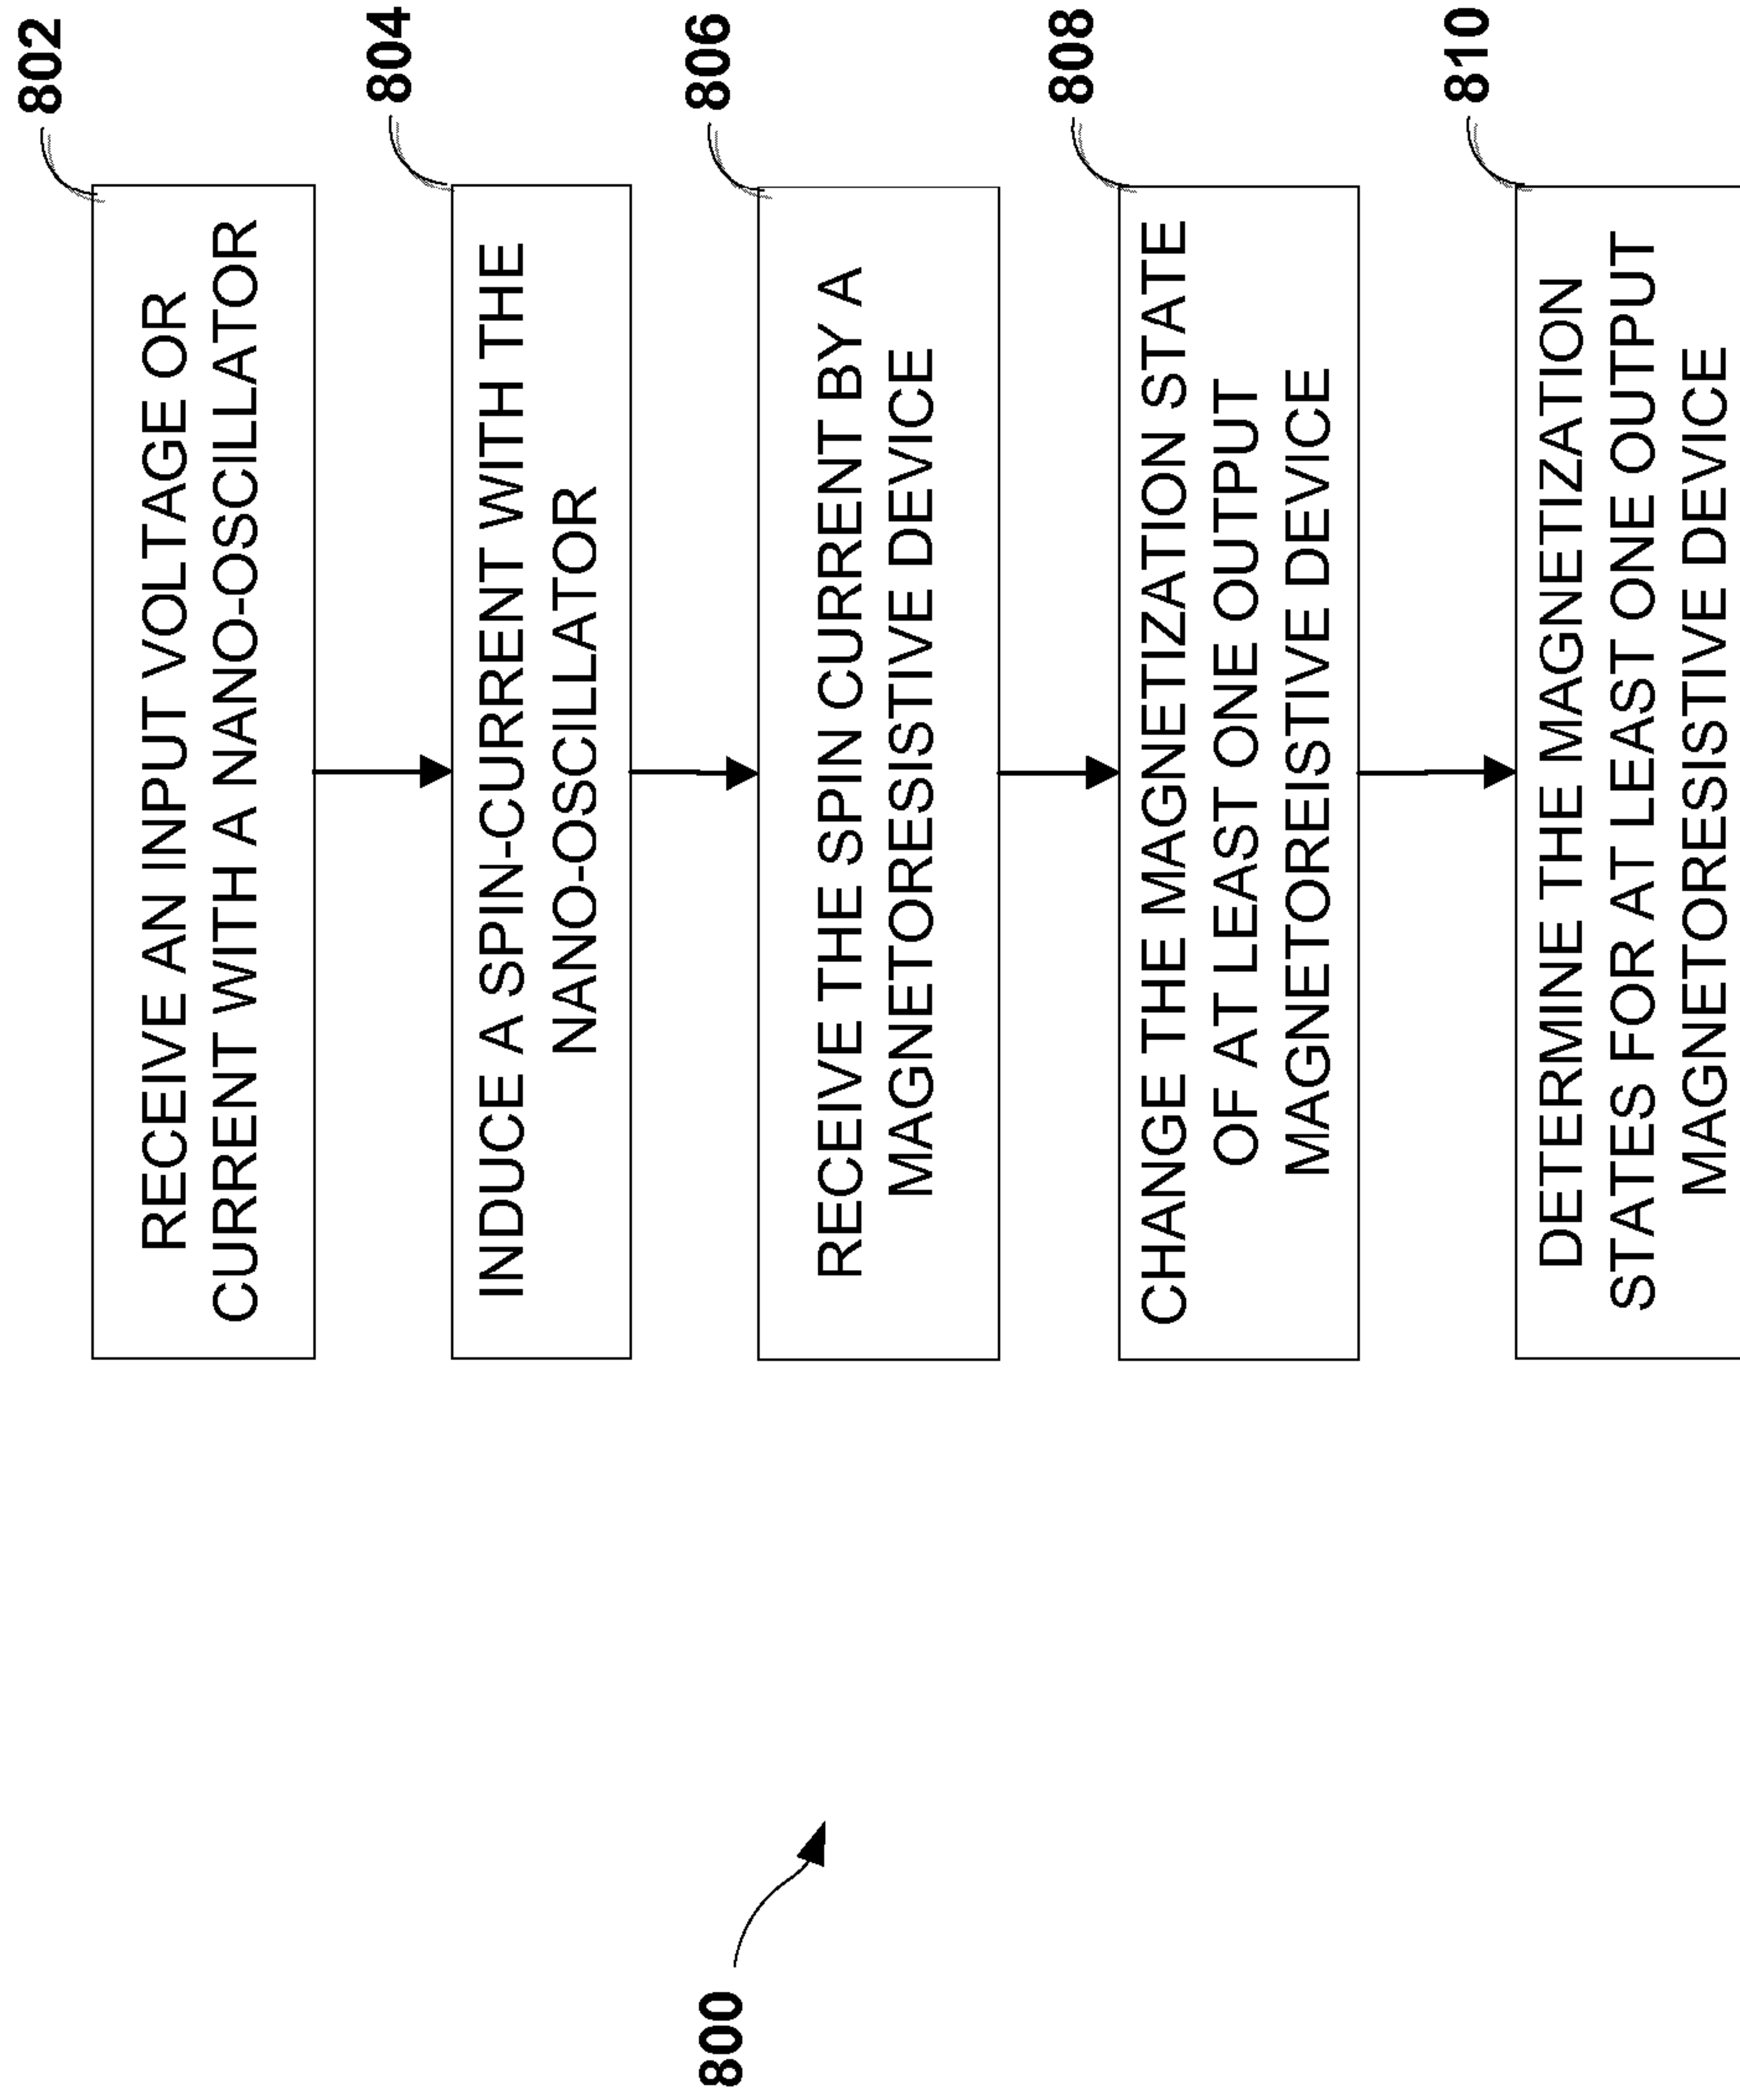 800
802
RECEIVE AN INPUT VOLTAGE OR
CURRENT WITH A NANO-OSCILLATOR
804
INDUCE A SPIN-CURRENT WITH THE
NANO-OSCILLATOR
806
RECEIVE THE SPIN CURRENT BY A
MAGNETORESISTIVE DEVICE
808
CHANGE THE MAGNETIZATION STATE
OF AT LEAST ONE OUTPUT
MAGNETOREISTIVE DEVICE
810
DETERMINE THE MAGNETIZATION
STATES FOR AT LEAST ONE OUTPUT
MAGNETORESISTIVE DEVICE